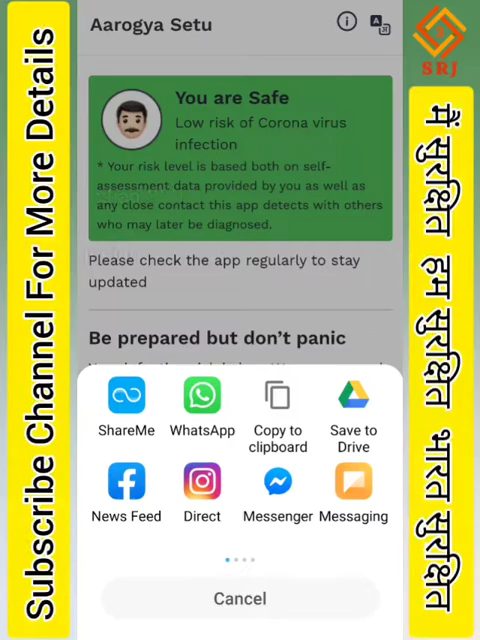 Subscribe Channel For More Details
Aarogya Setu
SRJ
You are Safe
Low risk of Corona virus
infection
* Your risk level is based both on self-
assessment data provided by you as well as
any close contact this app detects with others
who may later be diagnosed.
Please check the app regularly to stay
updated
Be prepared but don’t panic
ShareMe
WhatsApp
Copy to
clipboard
Save to
Drive
News Feed
Direct
Messenger
Messaging
Cancel
मैं सुरक्षित हम सुरक्षित भारत सुरक्षित